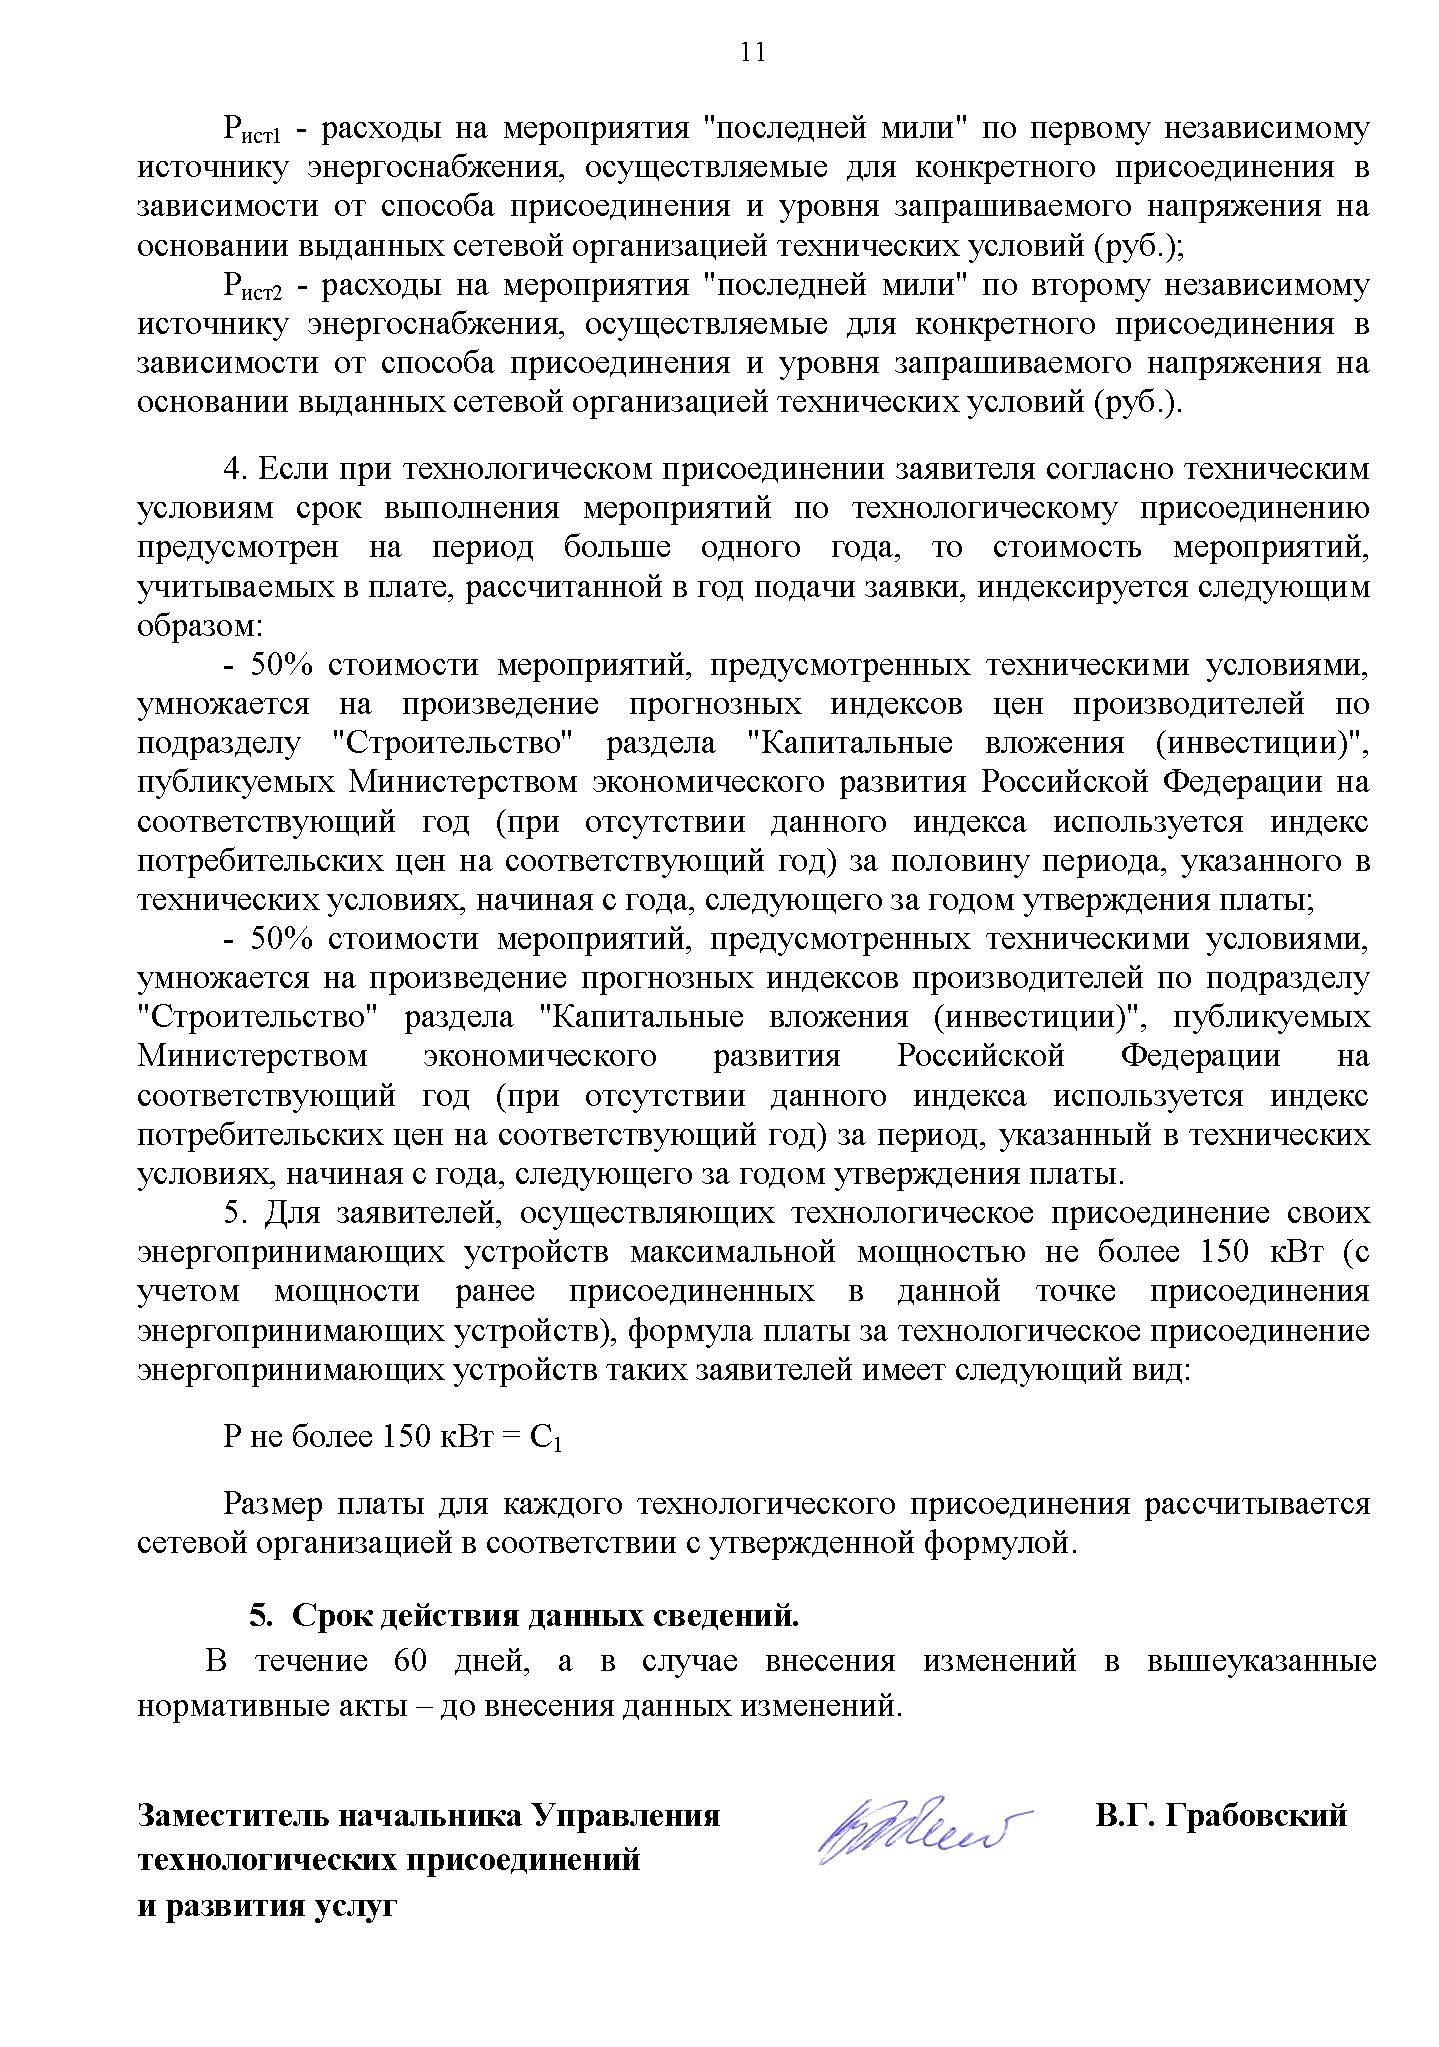 11
Рист1 - расходы на мероприятия "последней мили" по первому независимому
источнику энергоснабжения, осуществляемые для конкретного присоединения в
зависимости от способа присоединения и уровня запрашиваемого напряжения на
основании выданных сетевой организацией технических условий (руб.);
Рист2 - расходы на мероприятия "последней мили" по второму независимому
источнику энергоснабжения, осуществляемые для конкретного присоединения в
зависимости от способа присоединения и уровня запрашиваемого напряжения на
основании выданных сетевой организацией технических условий (руб.).
4. Если при технологическом присоединении заявителя согласно техническим
условиям срок выполнения мероприятий по технологическому присоединению
предусмотрен на период больше одного года, то стоимость мероприятий,
учитываемых в плате, рассчитанной в год подачи заявки, индексируется следующим
образом:
- 50% стоимости мероприятий, предусмотренных техническими условиями,
умножается на произведение прогнозных индексов цен производителей по
подразделу "Строительство" раздела "Капитальные вложения (инвестиции)",
публикуемых Министерством экономического развития Российской Федерации на
соответствующий год (при отсутствии данного индекса используется индекс
потребительских цен на соответствующий год) за половину периода, указанного в
технических условиях, начиная с года, следующего за годом утверждения платы;
- 50% стоимости мероприятий, предусмотренных техническими условиями,
умножается на произведение прогнозных индексов производителей по подразделу
"Строительство" раздела "Капитальные вложения (инвестиции)", публикуемых
Министерством экономического развития Российской Федерации на
соответствующий год (при отсутствии данного индекса используется индекс
потребительских цен на соответствующий год) за период, указанный в технических
условиях, начиная с года, следующего за годом утверждения платы.
5. Для заявителей, осуществляющих технологическое присоединение своих
энергопринимающих устройств максимальной мощностью не более 150 кВт (с
учетом мощности ранее присоединенных в данной точке присоединения
энергопринимающих устройств), формула платы за технологическое присоединение
энергопринимающих устройств таких заявителей имеет следующий вид:
Р не более 150 кВт = С1
Размер платы для каждого технологического присоединения рассчитывается
сетевой организацией в соответствии с утвержденной формулой.
5. Срок действия данных сведений.
В течение 60 дней, а в случае внесения изменений в вышеуказанные
нормативные акты – до внесения данных изменений.
Заместитель начальника Управления В.Г. Грабовский
технологических присоединений
и развития услуг